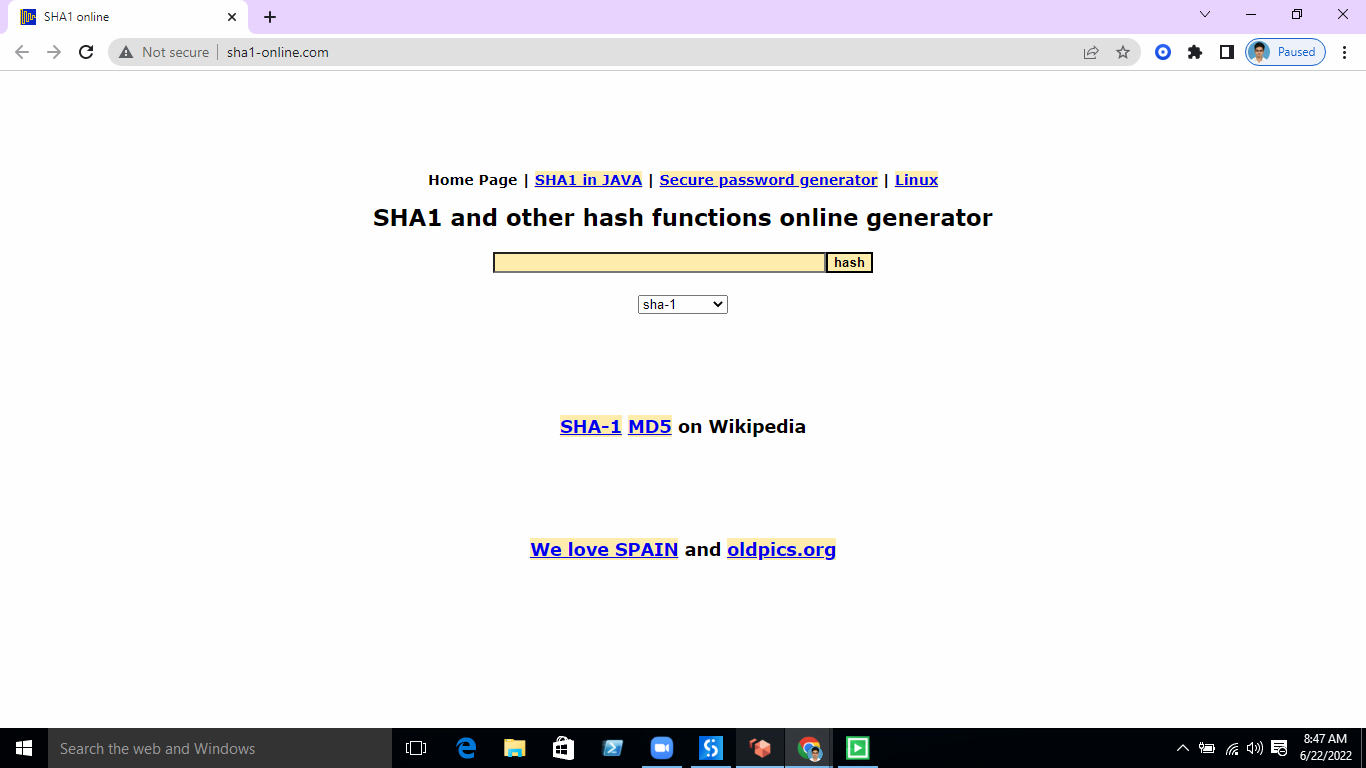 SHA1 online
Not secure sha1-online.com Paused
Home Page | SHA1 in JAVA | Secure password generator | Linux
SHA1 and other hash functions online generator
hash
sha-1
SHA-1 MD5 on Wikipedia
We love SPAIN and oldpics.org
Search the web and Windows
8:47 AM
6/22/2022